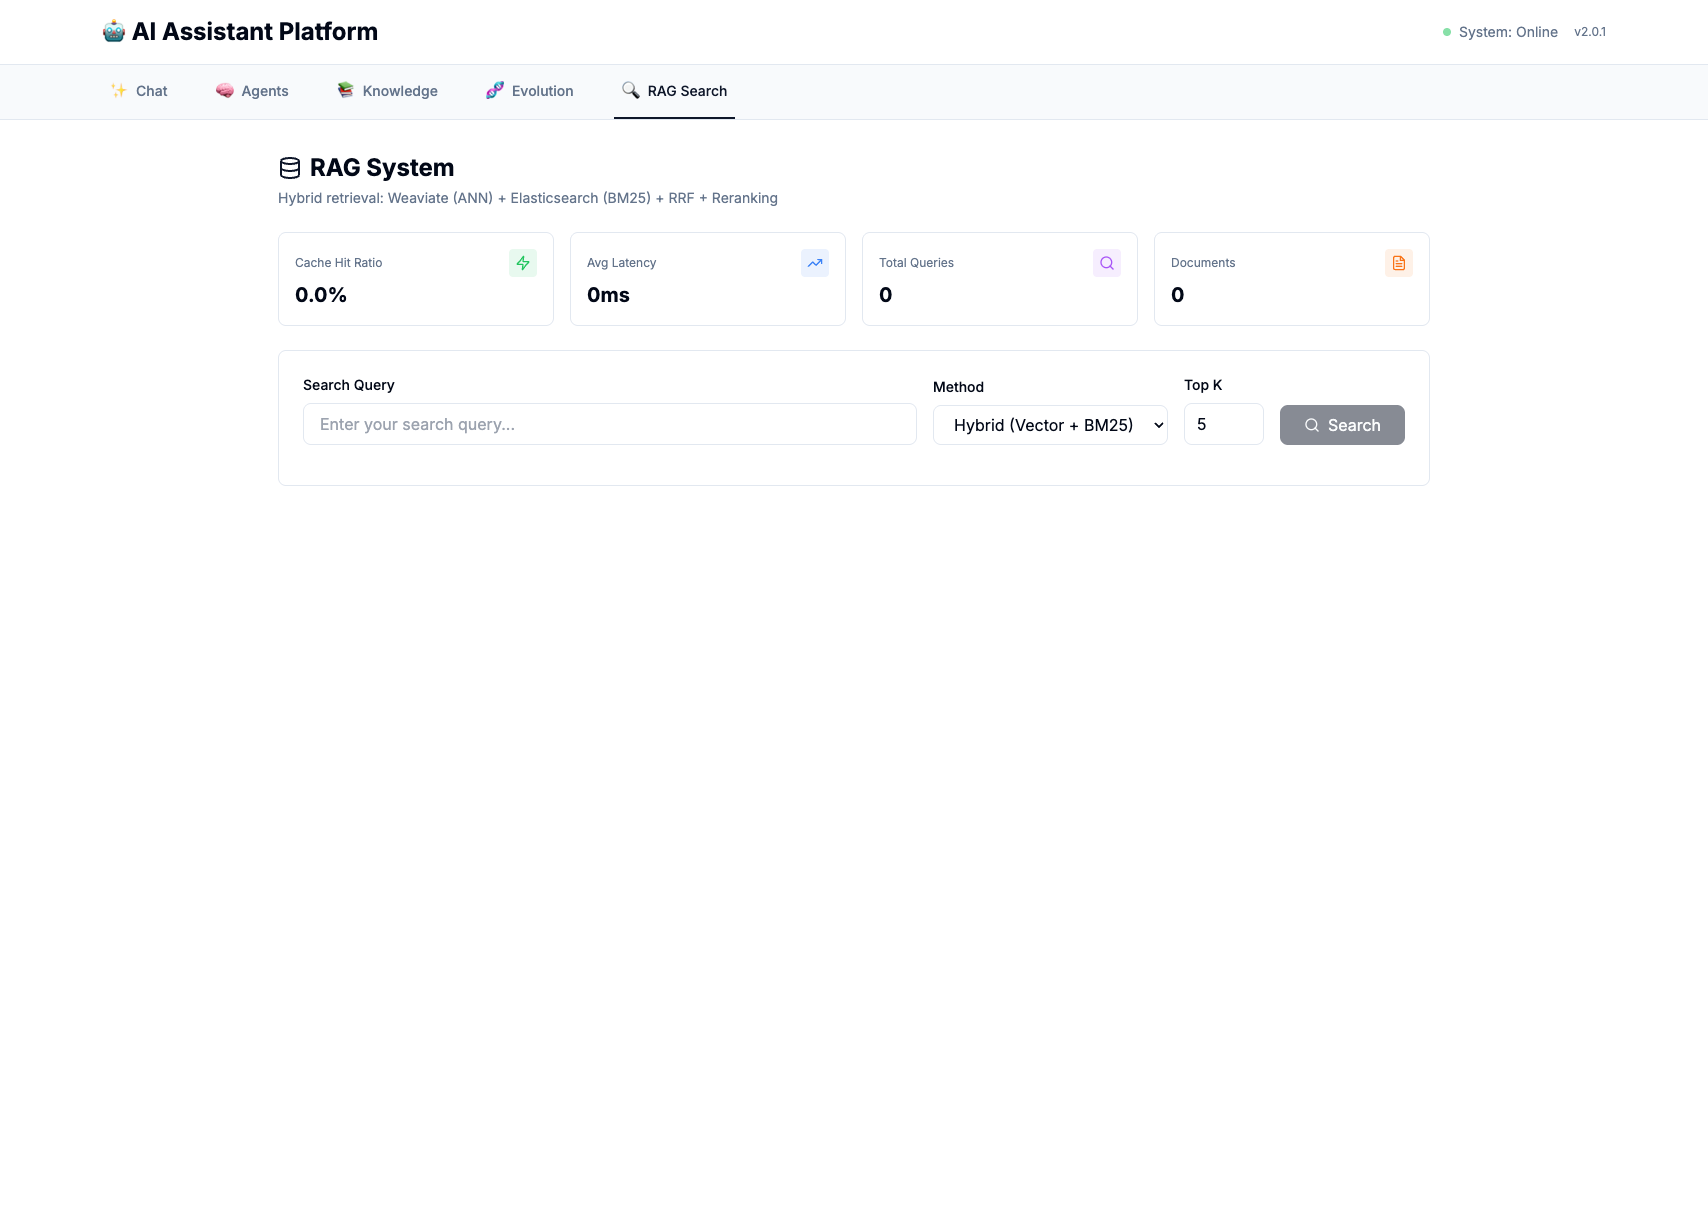 AI Assistant Platform
System: Online v2.0.1
Chat Agents Knowledge Evolution RAG Search
RAG System
Hybrid retrieval: Weaviate (ANN) + Elasticsearch (BM25) + RRF + Reranking
Cache Hit Ratio
0.0%
Avg Latency
0ms
Total Queries
0
Documents
0
Search Query
Enter your search query...
Method
Hybrid (Vector + BM25)
Top K
5
Search